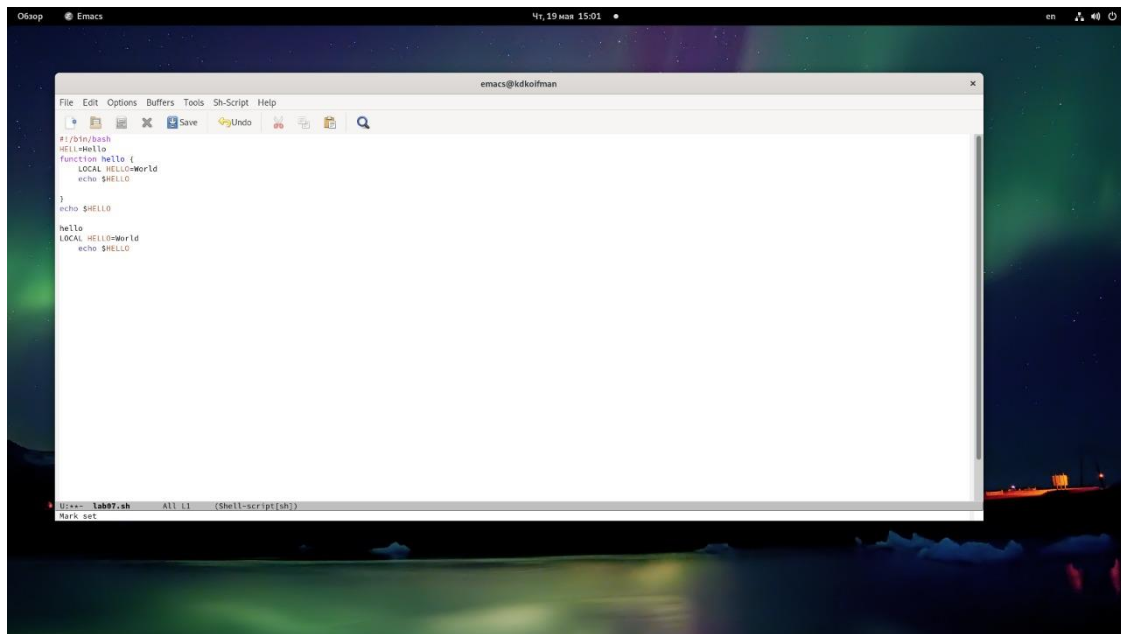 Обзор Emacs Чт, 19 мая 15:01 en
emacs@kdkoifman
File Edit Options Buffers Tools Sh-Script Help
Save Undo
#!/bin/bash
HELL=Hello
function hello {
LOCAL HELLO=World
echo $HELLO
}
echo $HELLO
hello
LOCAL HELLO=World
echo $HELLO
U:**- lab07.sh All L1 (Shell-script[sh])
Mark set